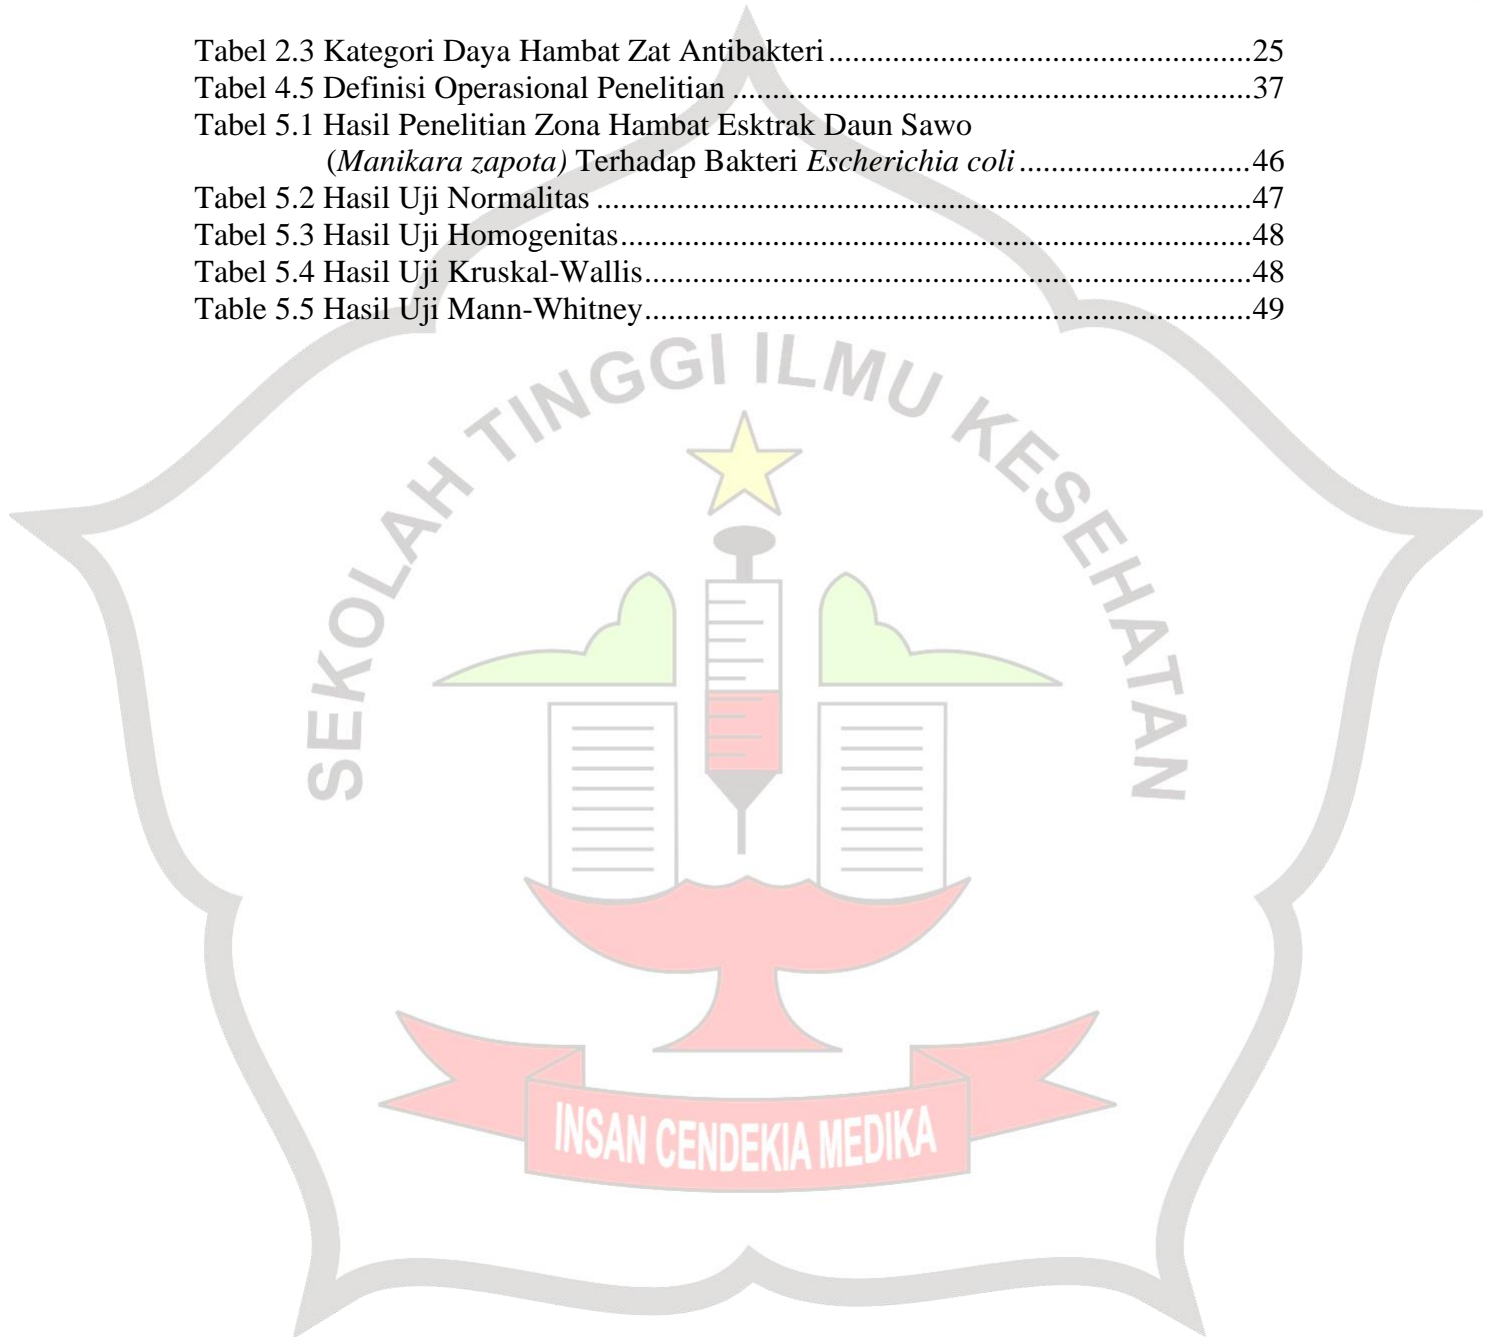 Tabel 2.3 Kategori Daya Hambat Zat Antibakteri...................................................25
Tabel 4.5 Definisi Operasional Penelitian ...............................................................37
Tabel 5.1 Hasil Penelitian Zona Hambat Esktrak Daun Sawo
(Manikara zapota) Terhadap Bakteri Escherichia coli ............................46
Tabel 5.2 Hasil Uji Normalitas ................................................................................47
Tabel 5.3 Hasil Uji Homogenitas.............................................................................48
Tabel 5.4 Hasil Uji Kruskal-Wallis..........................................................................48
Table 5.5 Hasil Uji Mann-Whitney..........................................................................49
SEKOLAH TINGGI ILMU KESEHATAN
INSAN CENDEKIA MEDIKA